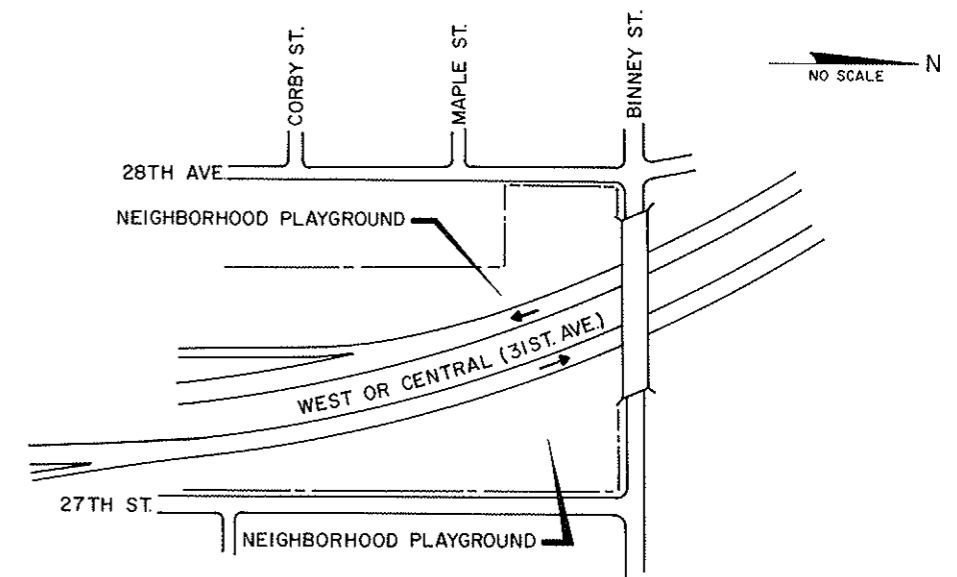 CORBY ST.
MAPLE ST.
BINNEY ST.
N
NO SCALE
28TH AVE.
NEIGHBORHOOD PLAYGROUND
WEST OR CENTRAL (31ST. AVE.)
27TH ST.
NEIGHBORHOOD PLAYGROUND